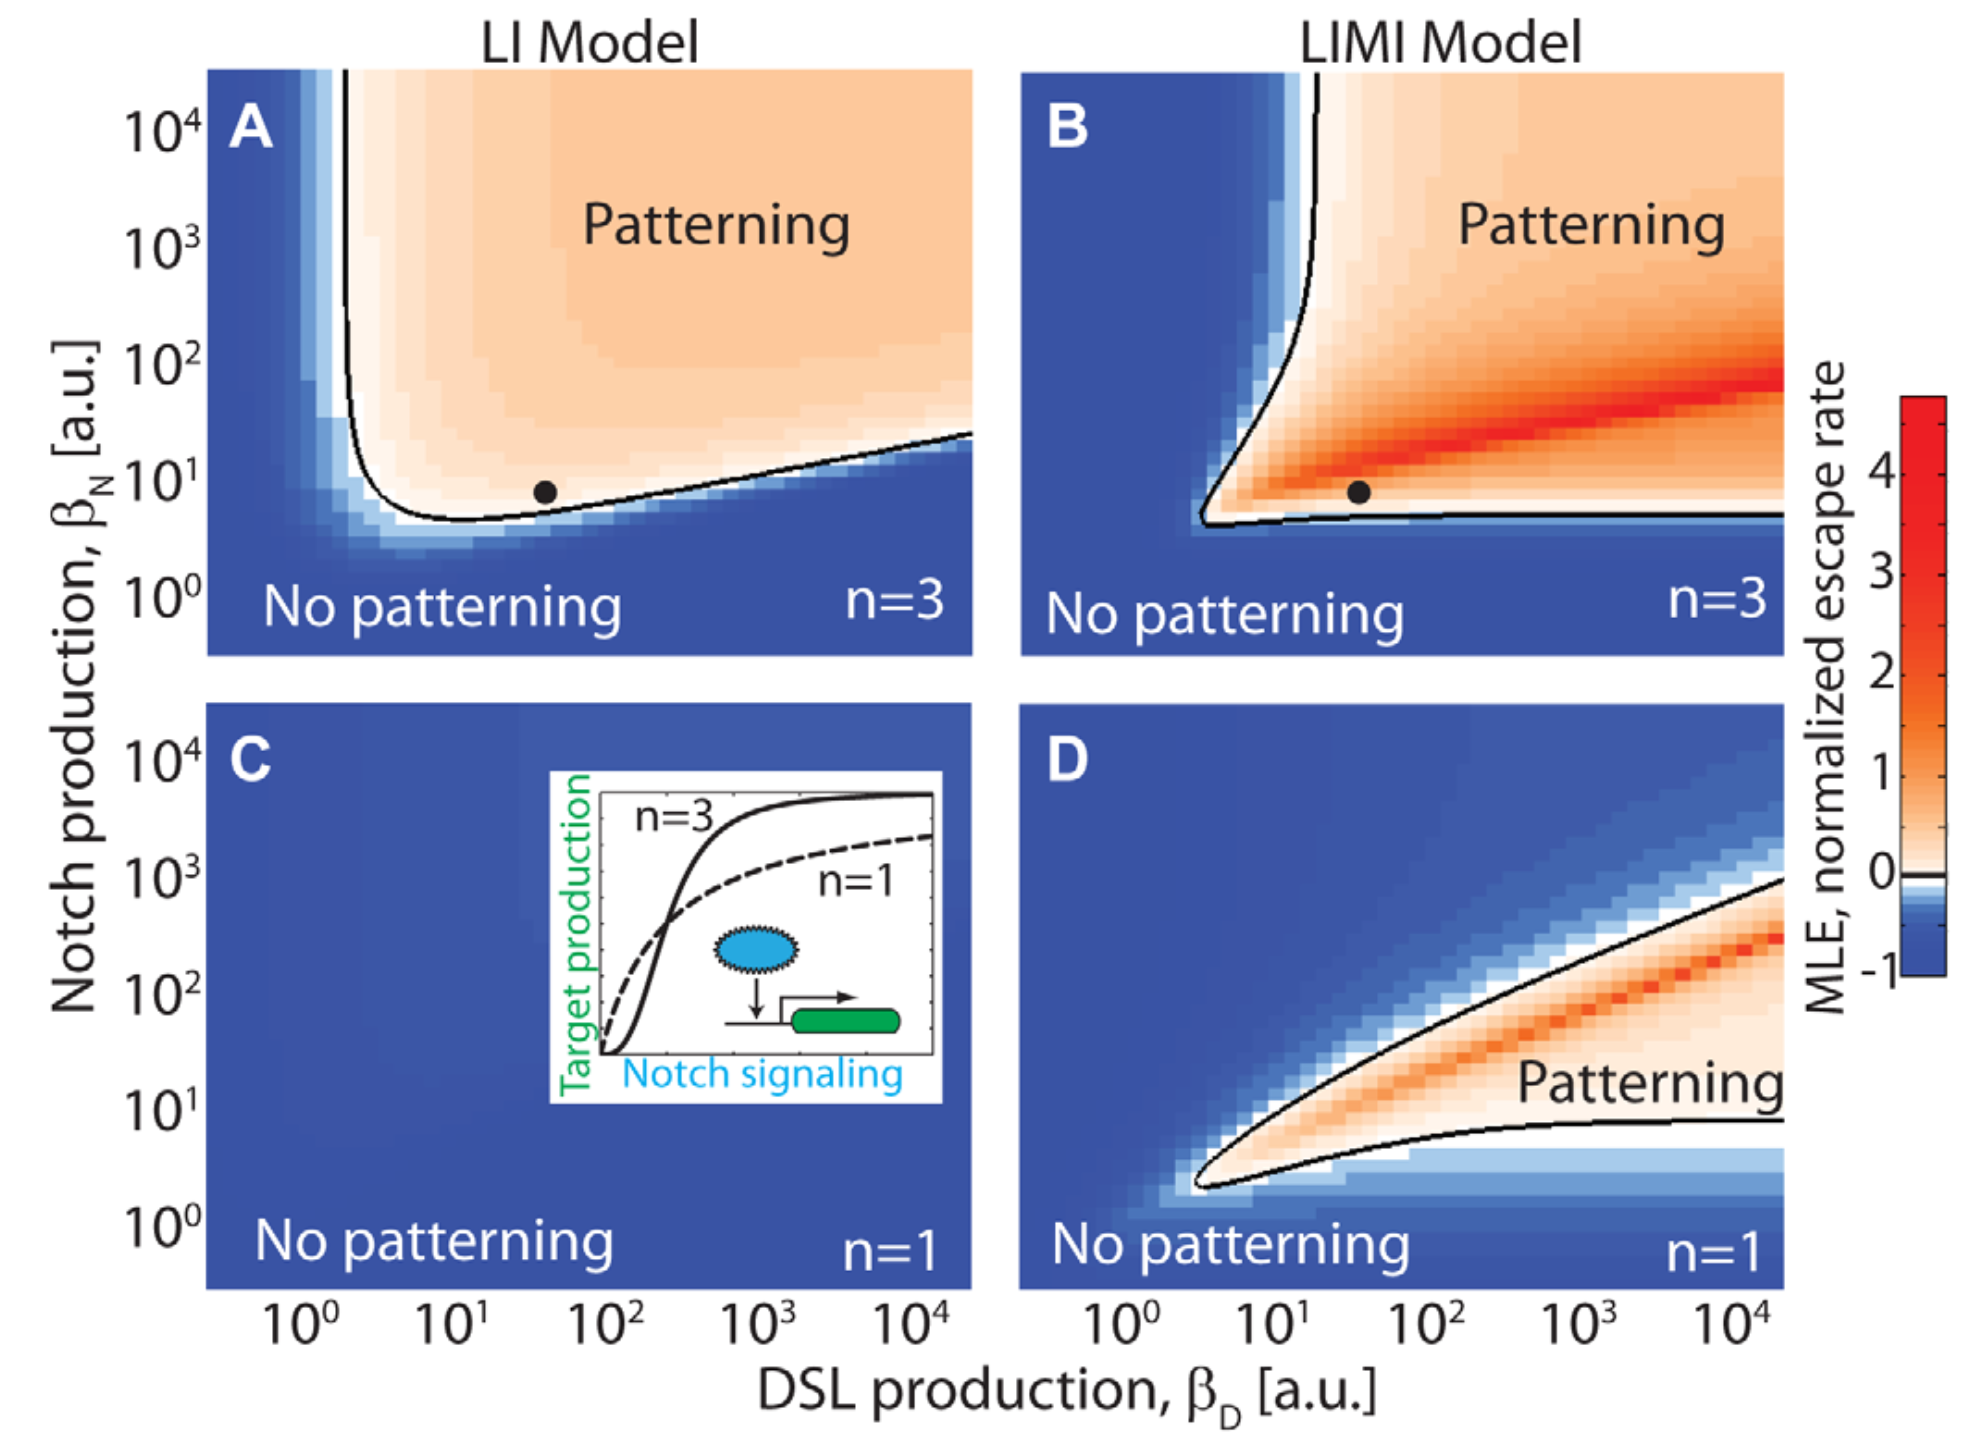 LI Model
LIMI Model
A
10⁴
10³
10²
10¹
10⁰
Patterning
No patterning
n=3
B
Patterning
No patterning
n=3
Notch production, β_N [a.u.]
C
10⁴
10³
10²
10¹
10⁰
Target production
n=3
n=1
Notch signaling
No patterning
n=1
D
Patterning
No patterning
n=1
10⁰ 10¹ 10² 10³ 10⁴
10⁰ 10¹ 10² 10³ 10⁴
DSL production, β_D [a.u.]
MLE, normalized escape rate
4
3
2
1
0
-1